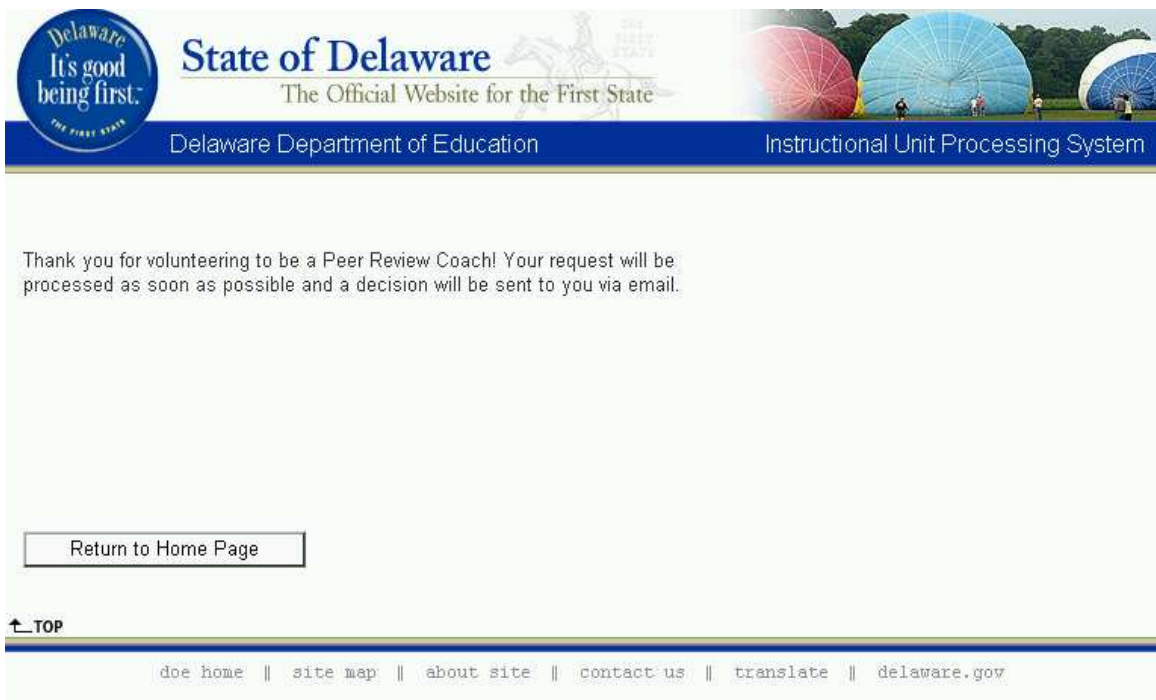 Delaware
It's good
being first.
THE FIRST STATE
State of Delaware
The Official Website for the First State
THE
FIRST
STATE
Delaware Department of Education
Instructional Unit Processing System
Thank you for volunteering to be a Peer Review Coach! Your request will be
processed as soon as possible and a decision will be sent to you via email.
Return to Home Page
TOP
doe home || site map || about site || contact us || translate || delaware.gov